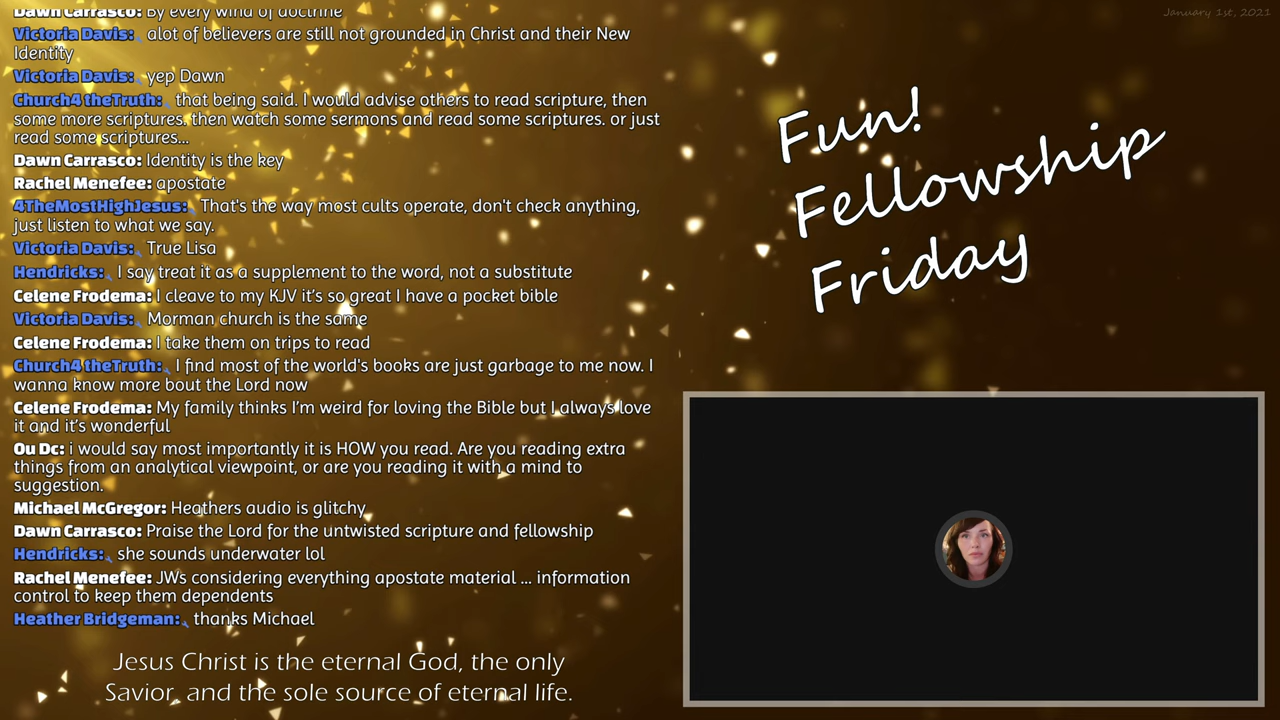 Dawn Carrasco: By every wind of doctrine
Victoria Davis: alot of believers are still not grounded in Christ and their New
Identity
Victoria Davis: yep Dawn
Church4 theTruth: that being said. I would advise others to read scripture, then
some more scriptures. then watch some sermons and read some scriptures. or just
read some scriptures...
Dawn Carrasco: Identity is the key
Rachel Menefee: apostate
4TheMostHighJesus: That's the way most cults operate, don't check anything,
just listen to what we say.
Victoria Davis: True Lisa
Hendricks: I say treat it as a supplement to the word, not a substitute
Celene Frodema: I cleave to my KJV it’s so great I have a pocket bible
Victoria Davis: Morman church is the same
Celene Frodema: I take them on trips to read
Church4 theTruth: I find most of the world's books are just garbage to me now. I
wanna know more bout the Lord now
Celene Frodema: My family thinks I’m weird for loving the Bible but I always love
it and it’s wonderful
Ou Dc: i would say most importantly it is HOW you read. Are you reading extra
things from an analytical viewpoint, or are you reading it with a mind to
suggestion.
Michael McGregor: Heathers audio is glitchy
Dawn Carrasco: Praise the Lord for the untwisted scripture and fellowship
Hendricks: she sounds underwater lol
Rachel Menefee: JWs considering everything apostate material ... information
control to keep them dependents
Heather Bridgeman: thanks Michael
Jesus Christ is the eternal God, the only
Savior, and the sole source of eternal life.
January 1st, 2021
Fun!
Fellowship
Friday